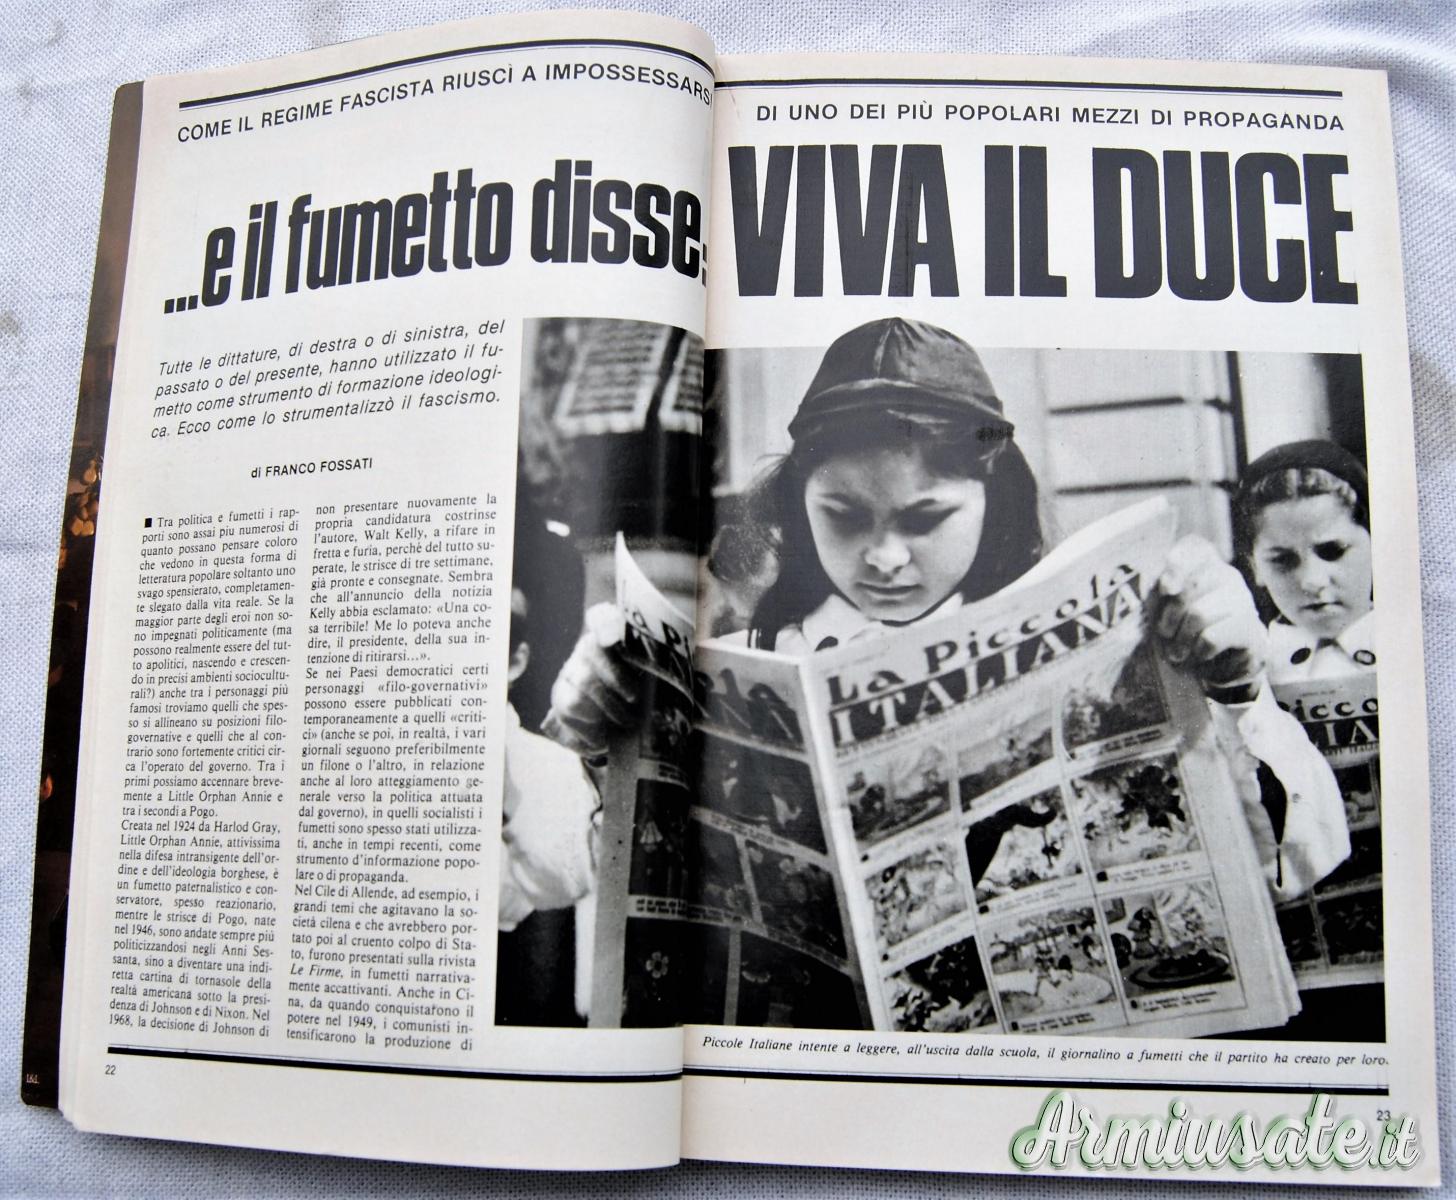 COME IL REGIME FASCISTA RIUSCÌ A IMPOSSESSARSI DI UNO DEI PIÙ POPOLARI MEZZI DI PROPAGANDA
...e il fumetto disse: VIVA IL DUCE
Tutte le dittature, di destra o di sinistra, del
passato o del presente, hanno utilizzato il fu-
metto come strumento di formazione ideologi-
ca. Ecco come lo strumentalizzò il fascismo.
di FRANCO FOSSATI
■ Tra politica e fumetti i rap-
porti sono assai piu numerosi di
quanto possano pensare coloro
che vedono in questa forma di
letteratura popolare soltanto uno
svago spensierato, completamen-
te slegato dalla vita reale. Se la
maggior parte degli eroi non so-
no impegnati politicamente (ma
possono realmente essere del tut-
to apolitici, nascendo e crescen-
do in precisi ambienti sociocultu-
rali?) anche tra i personaggi più
famosi troviamo quelli che spes-
so si allineano su posizioni filo-
governative e quelli che al con-
trario sono fortemente critici cir-
ca l'operato del governo. Tra i
primi possiamo accennare breve-
mente a Little Orphan Annie e
tra i secondi a Pogo.
Creata nel 1924 da Harlod Gray,
Little Orphan Annie, attivissima
nella difesa intransigente dell'or-
dine e dell'ideologia borghese, è
un fumetto paternalistico e con-
servatore, spesso reazionario,
mentre le strisce di Pogo, nate
nel 1946, sono andate sempre più
politicizzandosi negli Anni Ses-
santa, sino a diventare una indi-
retta cartina di tornasole della
realtà americana sotto la presi-
denza di Johnson e di Nixon. Nel
1968, la decisione di Johnson di
non presentare nuovamente la
propria candidatura costrinse
l'autore, Walt Kelly, a rifare in
fretta e furia, perchè del tutto su-
perate, le strisce di tre settimane,
già pronte e consegnate. Sembra
che all'annuncio della notizia
Kelly abbia esclamato: «Una co-
sa terribile! Me lo poteva anche
dire, il presidente, della sua in-
tenzione di ritirarsi...».
Se nei Paesi democratici certi
personaggi «filo-governativi»
possono essere pubblicati con-
temporaneamente a quelli «criti-
ci» (anche se poi, in realtà, i vari
giornali seguono preferibilmente
un filone o l'altro, in relazione
anche al loro atteggiamento ge-
nerale verso la politica attuata
dal governo), in quelli socialisti i
fumetti sono spesso stati utilizza-
ti, anche in tempi recenti, come
strumento d'informazione popo-
lare o di propaganda.
Nel Cile di Allende, ad esempio, i
grandi temi che agitavano la so-
cietà cilena e che avrebbero por-
tato poi al cruento colpo di Sta-
to, furono presentati sulla rivista
Le Firme, in fumetti narrativa-
mente accattivanti. Anche in Ci-
na, da quando conquistarono il
potere nel 1949, i comunisti in-
tensificarono la produzione di
La Piccola
ITALIANA
Piccole Italiane intente a leggere, all'uscita dalla scuola, il giornalino a fumetti che il partito ha creato per loro.
22
23
Armiusate.it